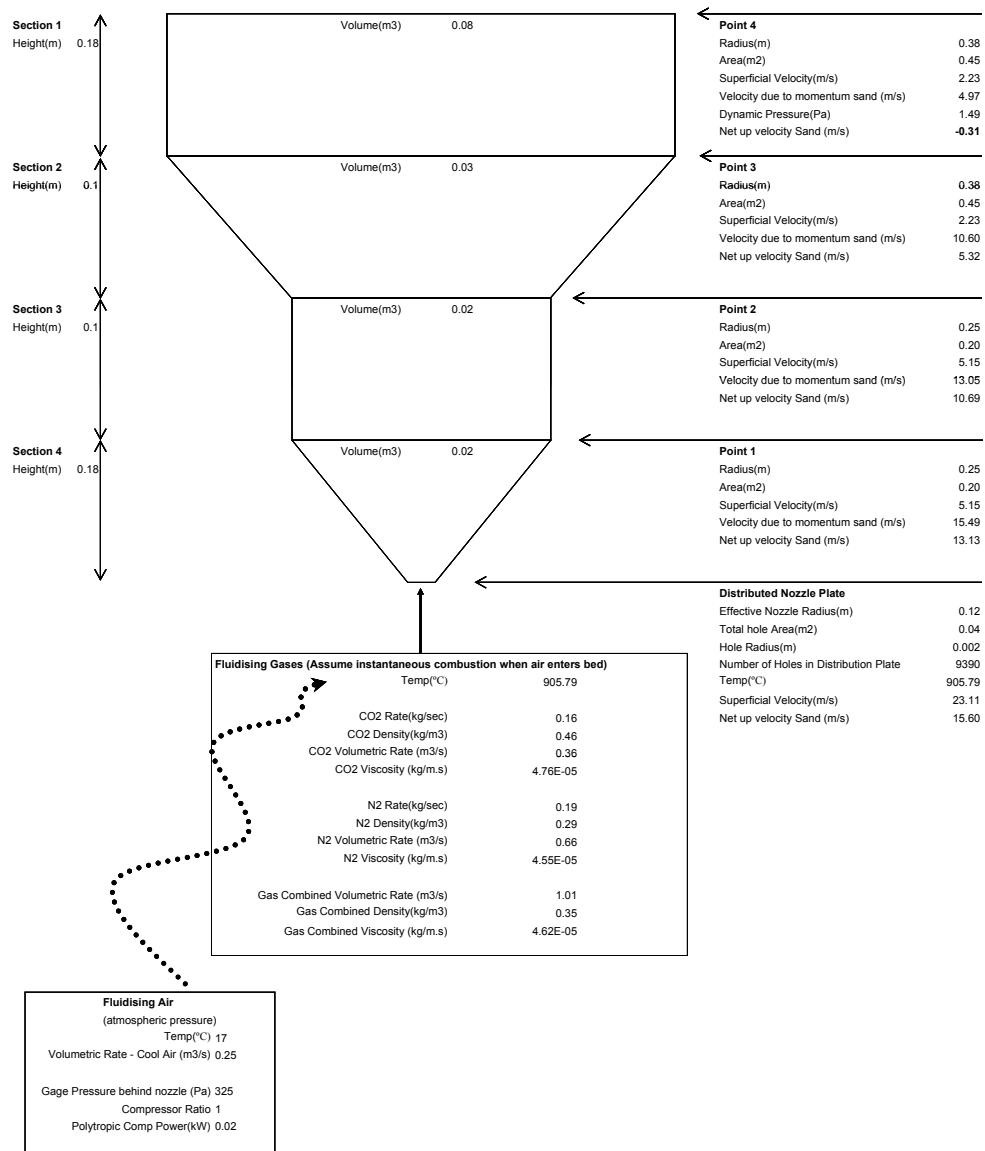 Section 1
Height(m) 0.18
Volume(m3) 0.08
Point 4
Radius(m) 0.38
Area(m2) 0.45
Superficial Velocity(m/s) 2.23
Velocity due to momentum sand (m/s) 4.97
Dynamic Pressure(Pa) 1.49
Net up velocity Sand (m/s) -0.31
Section 2
Height(m) 0.1
Volume(m3) 0.03
Point 3
Radius(m) 0.38
Area(m2) 0.45
Superficial Velocity(m/s) 2.23
Velocity due to momentum sand (m/s) 10.60
Net up velocity Sand (m/s) 5.32
Section 3
Height(m) 0.1
Volume(m3) 0.02
Point 2
Radius(m) 0.25
Area(m2) 0.20
Superficial Velocity(m/s) 5.15
Velocity due to momentum sand (m/s) 13.05
Net up velocity Sand (m/s) 10.69
Section 4
Height(m) 0.18
Volume(m3) 0.02
Point 1
Radius(m) 0.25
Area(m2) 0.20
Superficial Velocity(m/s) 5.15
Velocity due to momentum sand (m/s) 15.49
Net up velocity Sand (m/s) 13.13
Distributed Nozzle Plate
Effective Nozzle Radius(m) 0.12
Total hole Area(m2) 0.04
Hole Radius(m) 0.002
Number of Holes in Distribution Plate 9390
Temp(ºC) 905.79
Superficial Velocity(m/s) 23.11
Net up velocity Sand (m/s) 15.60
Fluidising Gases (Assume instantaneous combustion when air enters bed)
Temp(ºC) 905.79
CO2 Rate(kg/sec) 0.16
CO2 Density(kg/m3) 0.46
CO2 Volumetric Rate (m3/s) 0.36
CO2 Viscosity (kg/m.s) 4.76E-05
N2 Rate(kg/sec) 0.19
N2 Density(kg/m3) 0.29
N2 Volumetric Rate (m3/s) 0.66
N2 Viscosity (kg/m.s) 4.55E-05
Gas Combined Volumetric Rate (m3/s) 1.01
Gas Combined Density(kg/m3) 0.35
Gas Combined Viscosity (kg/m.s) 4.62E-05
Fluidising Air
(atmospheric pressure)
Temp(ºC) 17
Volumetric Rate - Cool Air (m3/s) 0.25
Gage Pressure behind nozzle (Pa) 325
Compressor Ratio 1
Polytropic Comp Power(kW) 0.02